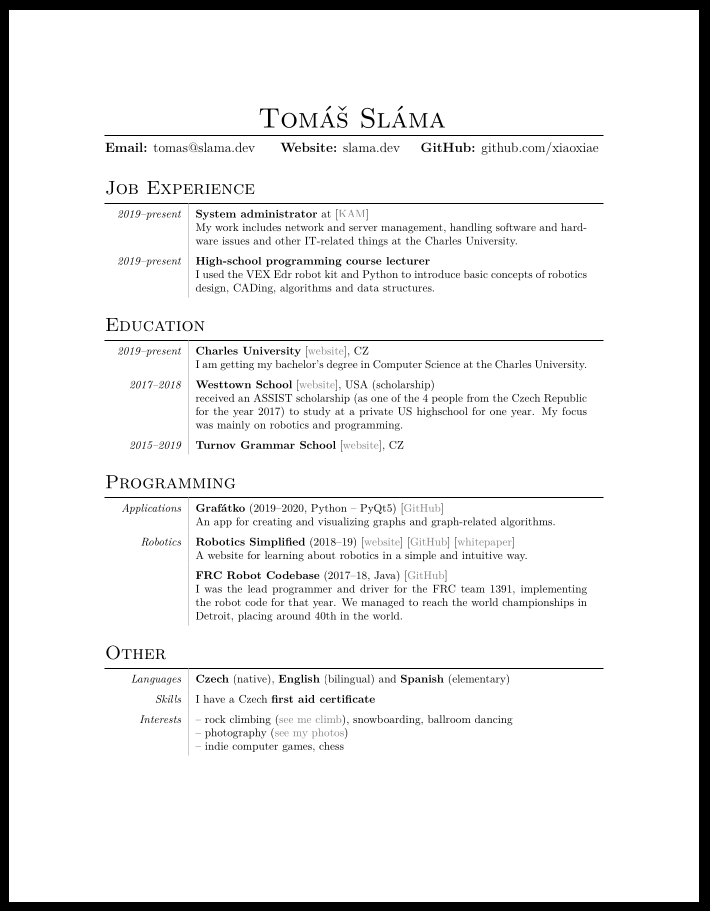 Tomáš Sláma
Email: tomas@slama.dev Website: slama.dev GitHub: github.com/xiaoxiae
Job Experience
2019–present System administrator at [KAM]
My work includes network and server management, handling software and hard-
ware issues and other IT-related things at the Charles University.
2019–present High-school programming course lecturer
I used the VEX Edr robot kit and Python to introduce basic concepts of robotics
design, CADing, algorithms and data structures.
Education
2019–present Charles University [website], CZ
I am getting my bachelor's degree in Computer Science at the Charles University.
2017–2018 Westtown School [website], USA (scholarship)
received an ASSIST scholarship (as one of the 4 people from the Czech Republic
for the year 2017) to study at a private US highschool for one year. My focus
was mainly on robotics and programming.
2015–2019 Turnov Grammar School [website], CZ
Programming
Applications Grafátko (2019–2020, Python – PyQt5) [GitHub]
An app for creating and visualizing graphs and graph-related algorithms.
Robotics Robotics Simplified (2018–19) [website] [GitHub] [whitepaper]
A website for learning about robotics in a simple and intuitive way.
FRC Robot Codebase (2017–18, Java) [GitHub]
I was the lead programmer and driver for the FRC team 1391, implementing
the robot code for that year. We managed to reach the world championships in
Detroit, placing around 40th in the world.
Other
Languages Czech (native), English (bilingual) and Spanish (elementary)
Skills I have a Czech first aid certificate
Interests – rock climbing (see me climb), snowboarding, ballroom dancing
– photography (see my photos)
– indie computer games, chess